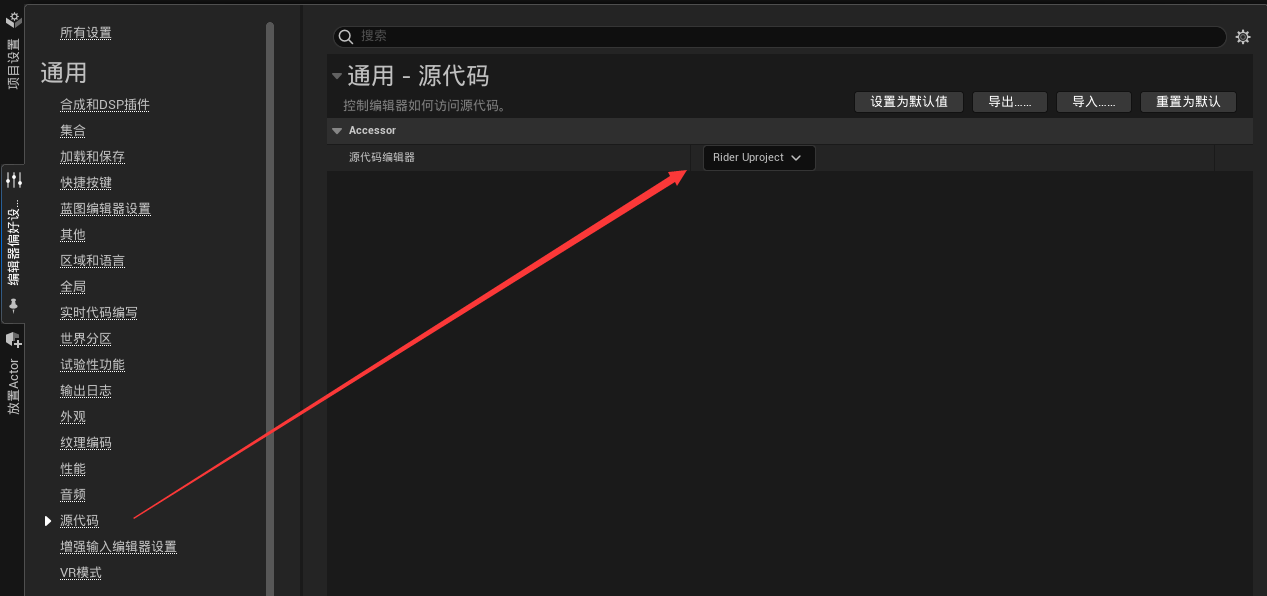 项目设置
编辑器偏好设...
放置Actor
所有设置
通用
合成和DSP插件
集合
加载和保存
快捷按键
蓝图编辑器设置
其他
区域和语言
全局
实时代码编写
世界分区
试验性功能
输出日志
外观
纹理编码
性能
音频
源代码
增强输入编辑器设置
VR模式
搜索
通用 - 源代码
控制编辑器如何访问源代码。
设置为默认值 导出...... 导入...... 重置为默认
Accessor
源代码编辑器 Rider Uproject